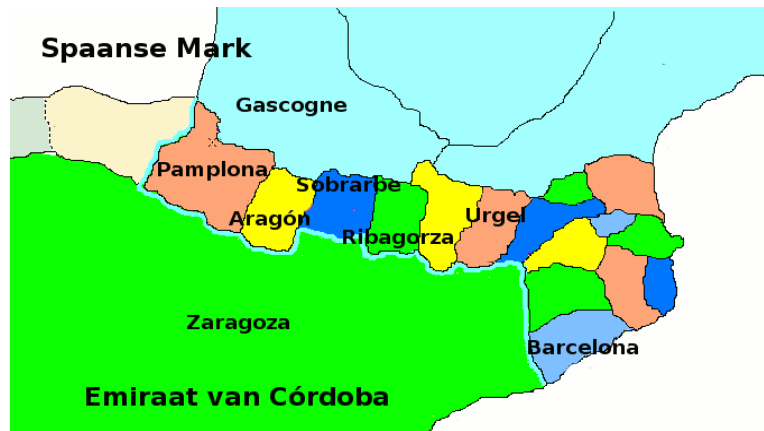 Spaanse Mark
Gascogne
Pamplona
Sobrarbe
Aragón
Urgel
Ribagorza
Zaragoza
Barcelona
Emiraat van Córdoba